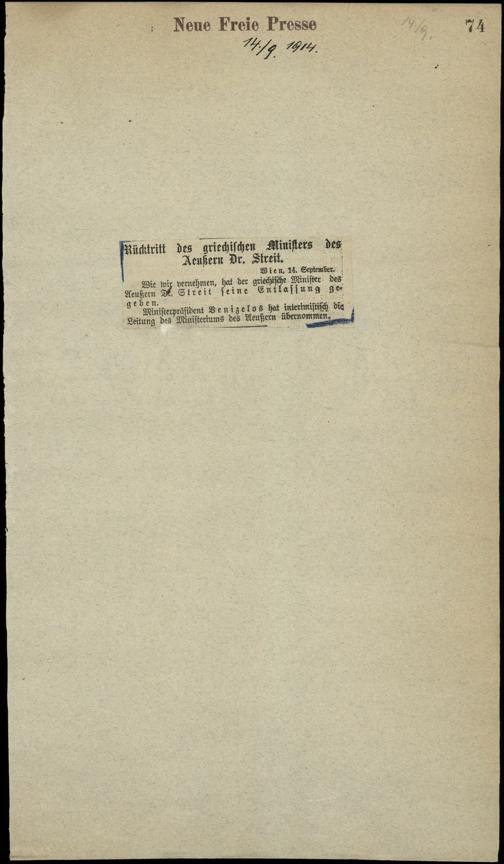 Neue Freie Presse
14/9.
74
14./9. 1914.
Rücktritt des griechischen Ministers des
Aeußern Dr. Streit.
Wien, 14. September.
Wie wir vernehmen, hat der griechische Minister des
Aeußern Dr. Streit seine Entlassung ge-
geben.
Ministerpräsident Venizelos hat interimistisch die
Leitung des Ministeriums des Aeußern übernommen.